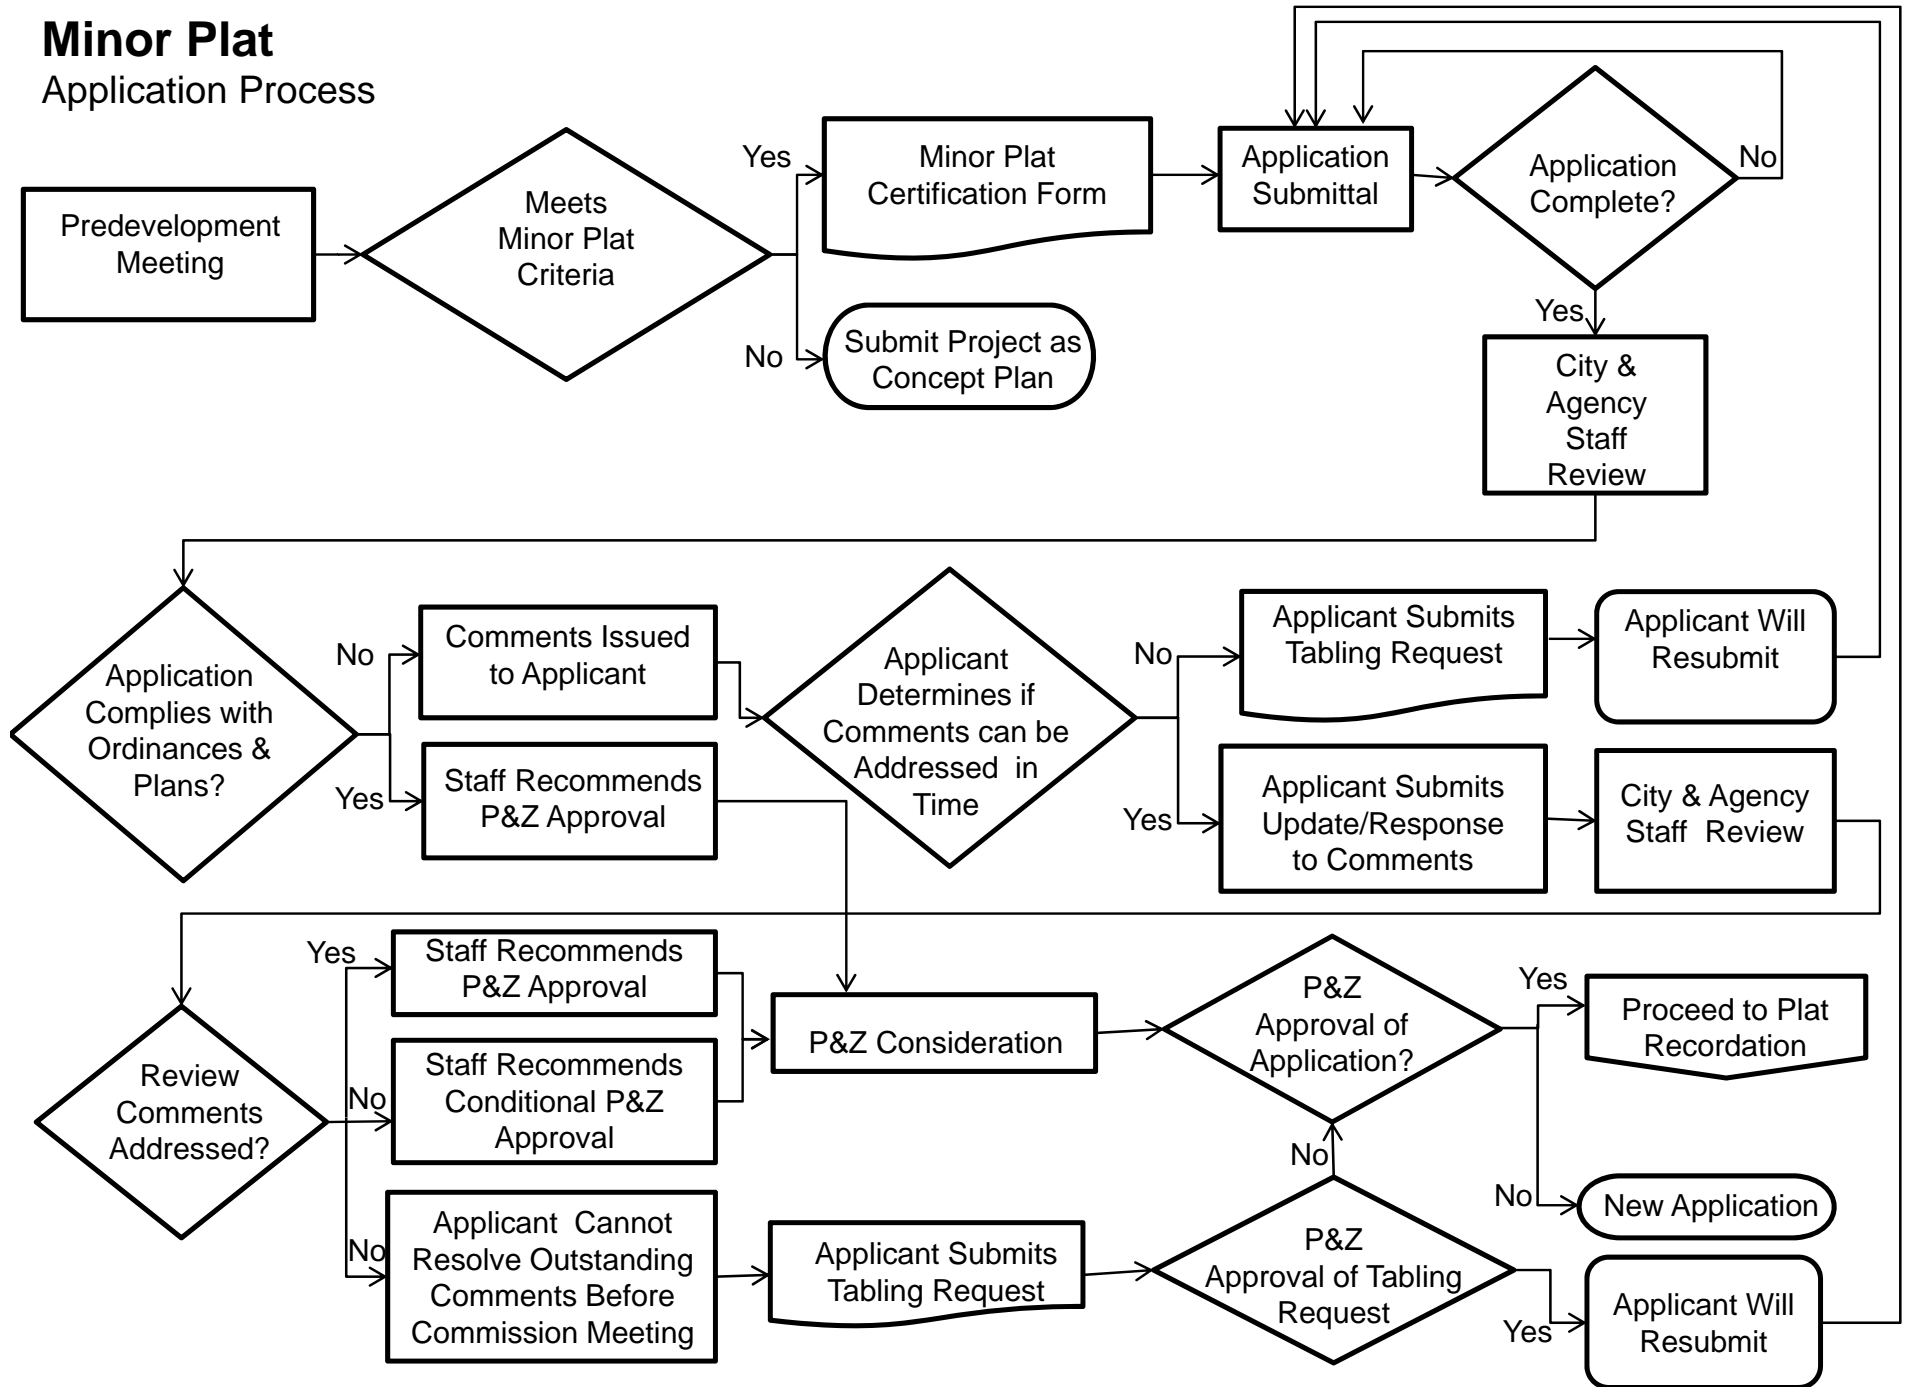 Minor Plat
Application Process
Predevelopment
Meeting
Meets
Minor Plat
Criteria
Yes
Minor Plat
Certification Form
No
Submit Project as
Concept Plan
Application
Submittal
Application
Complete?
No
Yes
City &
Agency
Staff
Review
Application
Complies with
Ordinances &
Plans?
No
Comments Issued
to Applicant
Yes
Staff Recommends
P&Z Approval
Applicant
Determines if
Comments can be
Addressed in
Time
No
Applicant Submits
Tabling Request
Applicant Will
Resubmit
Yes
Applicant Submits
Update/Response
to Comments
City & Agency
Staff Review
Review
Comments
Addressed?
Yes
Staff Recommends
P&Z Approval
No
Staff Recommends
Conditional P&Z
Approval
No
Applicant Cannot
Resolve Outstanding
Comments Before
Commission Meeting
P&Z Consideration
P&Z
Approval of
Application?
Yes
Proceed to Plat
Recordation
No
New Application
Applicant Submits
Tabling Request
No
P&Z
Approval of Tabling
Request
Yes
Applicant Will
Resubmit